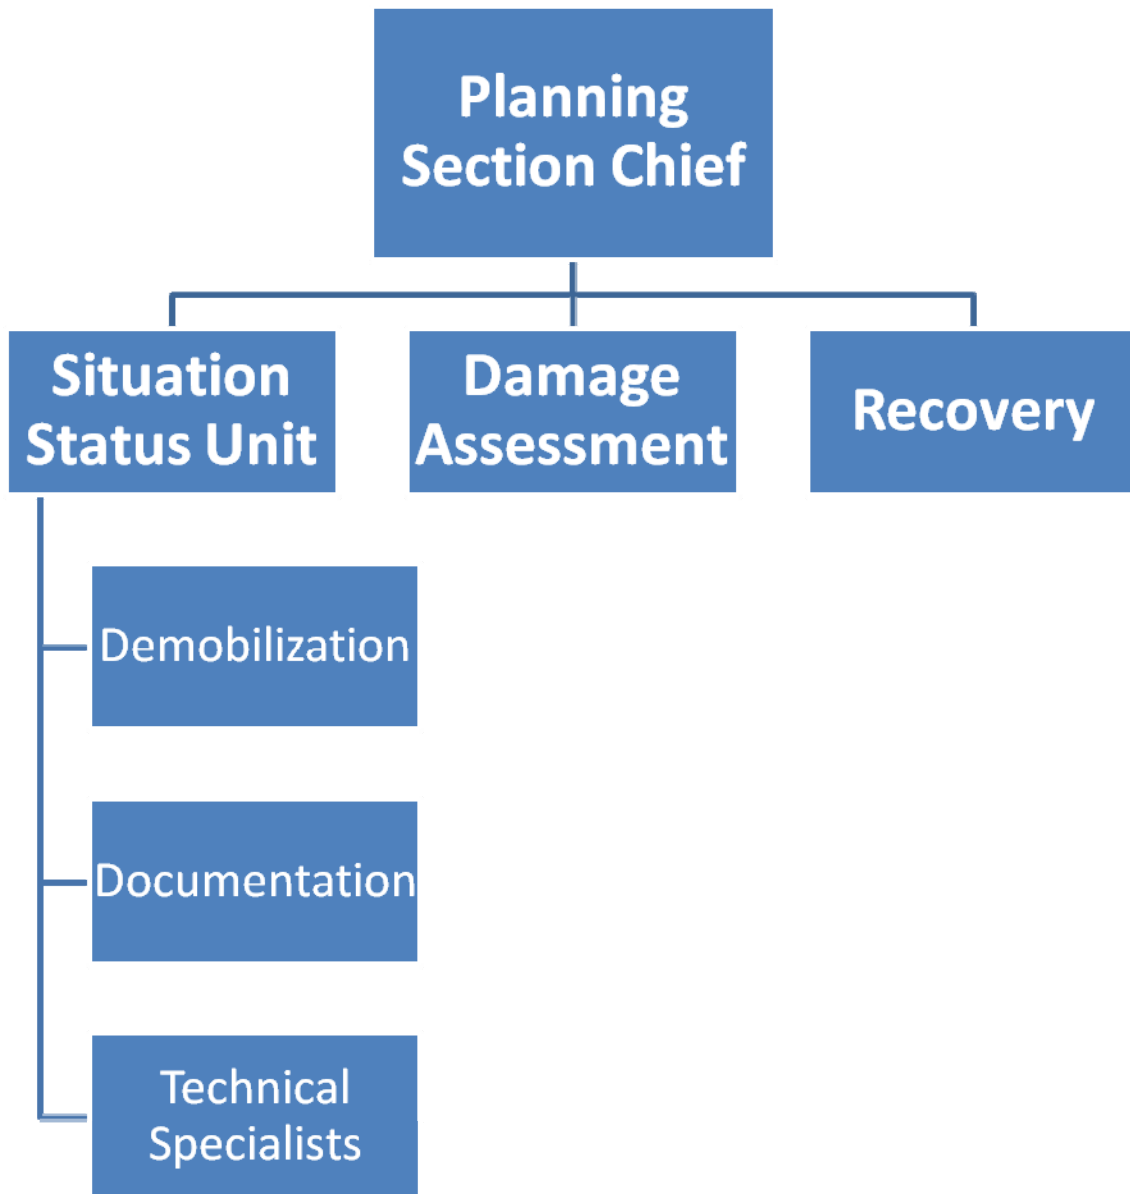 Planning
Section Chief
Situation
Status Unit
Damage
Assessment
Recovery
Demobilization
Documentation
Technical
Specialists